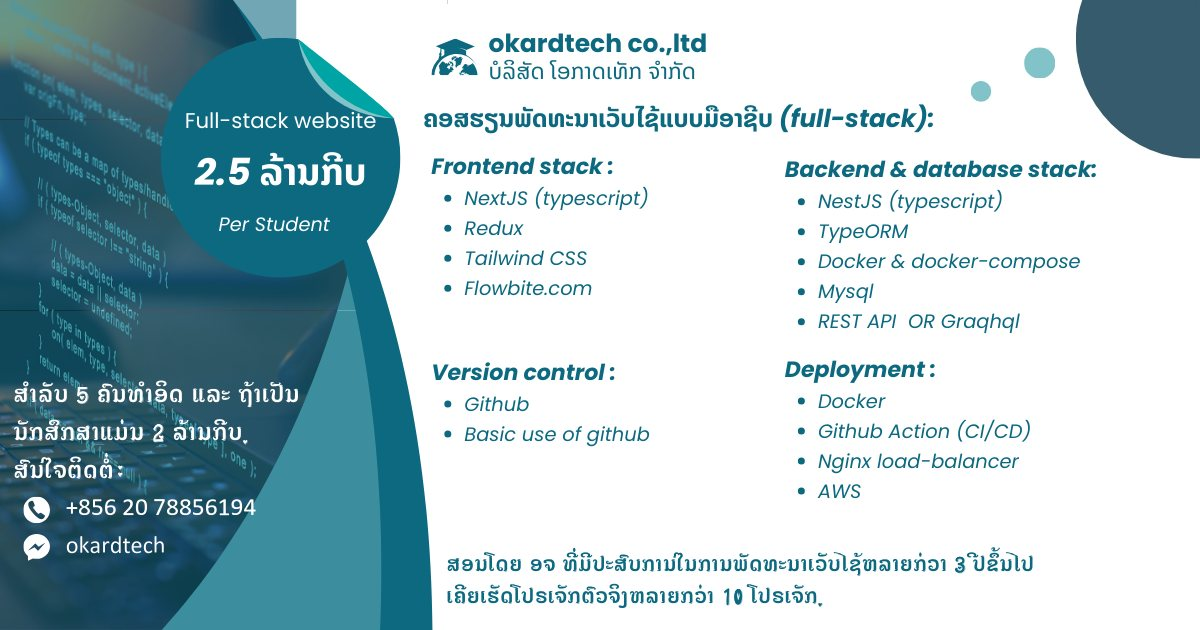 okardtech co.,ltd
ບໍລິສັດ ໂອກາດເທັກ ຈຳກັດ
Full-stack website
2.5 ລ້ານກີບ
Per Student
ຄອສຮຽນພັດທະນາເວັບໄຊ້ແບບມືອາຊີບ (full-stack):
Frontend stack :
NextJS (typescript)
Redux
Tailwind CSS
Flowbite.com
Backend & database stack:
NestJS (typescript)
TypeORM
Docker & docker-compose
Mysql
REST API OR Graqhql
Version control :
Github
Basic use of github
Deployment :
Docker
Github Action (CI/CD)
Nginx load-balancer
AWS
ສຳລັບ 5 ຄົນທຳອິດ ແລະ ຖ້າເປັນ
ນັກສຶກສາແມ່ນ 2 ລ້ານກີບ.
ສົນໃຈຕິດຕໍ່:
+856 20 78856194
okardtech
ສອນໂດຍ ອຈ ທີ່ມີປະສົບການໃນການພັດທະນາເວັບໄຊ້ຫລາຍກ່ວາ 3 ປີຂຶ້ນໄປ
ເຄີຍເຮັດໂປຣເຈັກຕົວຈິງຫລາຍກວ່າ 10 ໂປຣເຈັກ.